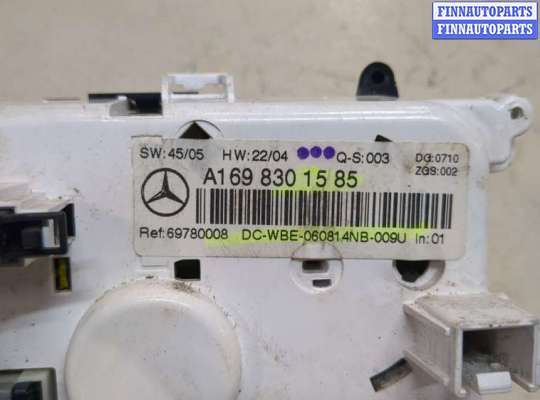 FINNAUTOPARTS
FINNAUTOPARTS
SW:45/05 HW:22/04 Q-S:003 DG:0710
ZGS:002
A169 830 15 85
Ref:69780008 DC-WBE-060814NB-009U In:01